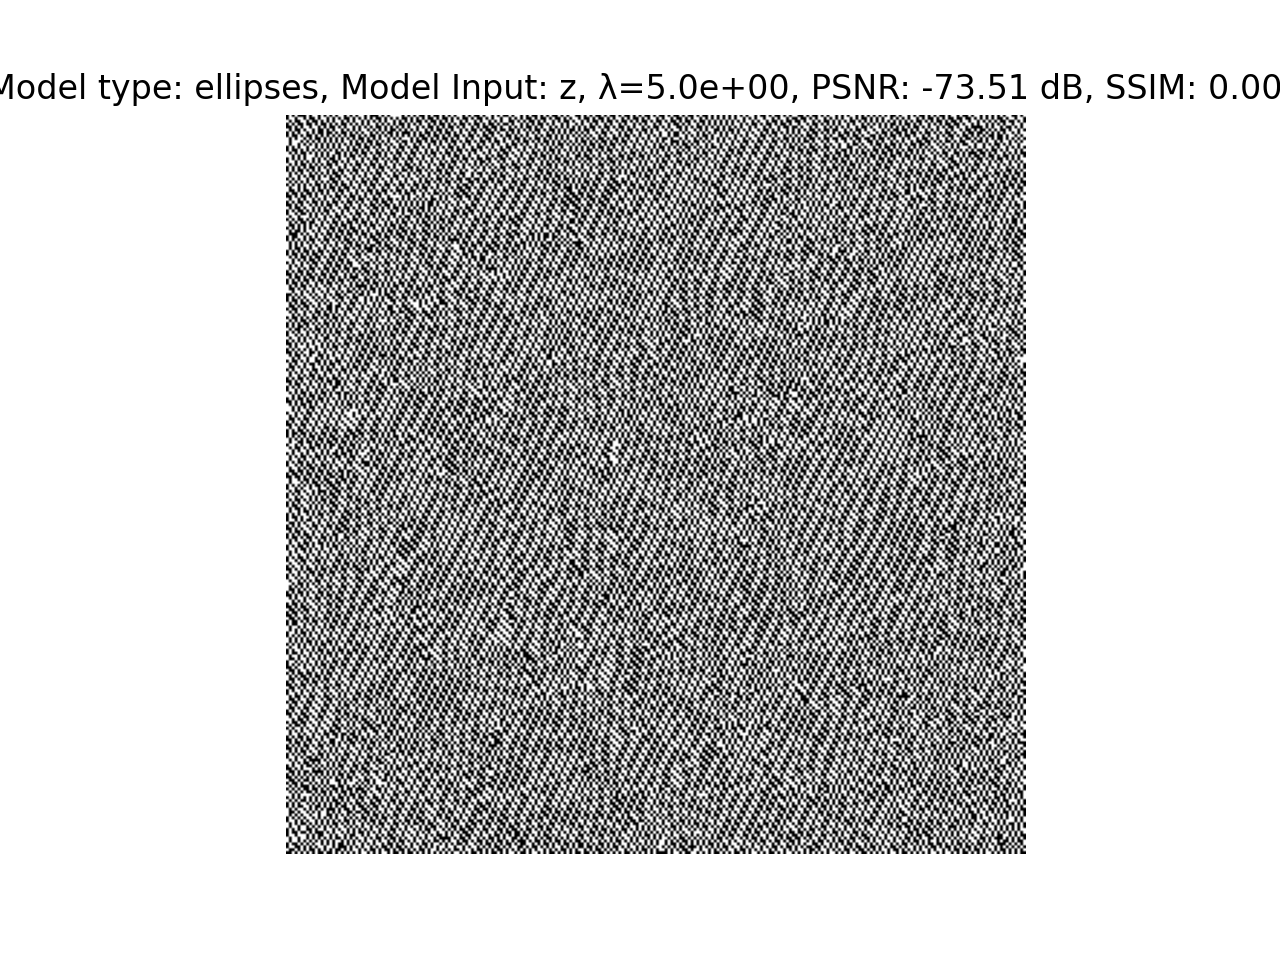 Model type: ellipses, Model Input: z, λ=5.0e+00, PSNR: -73.51 dB, SSIM: 0.00